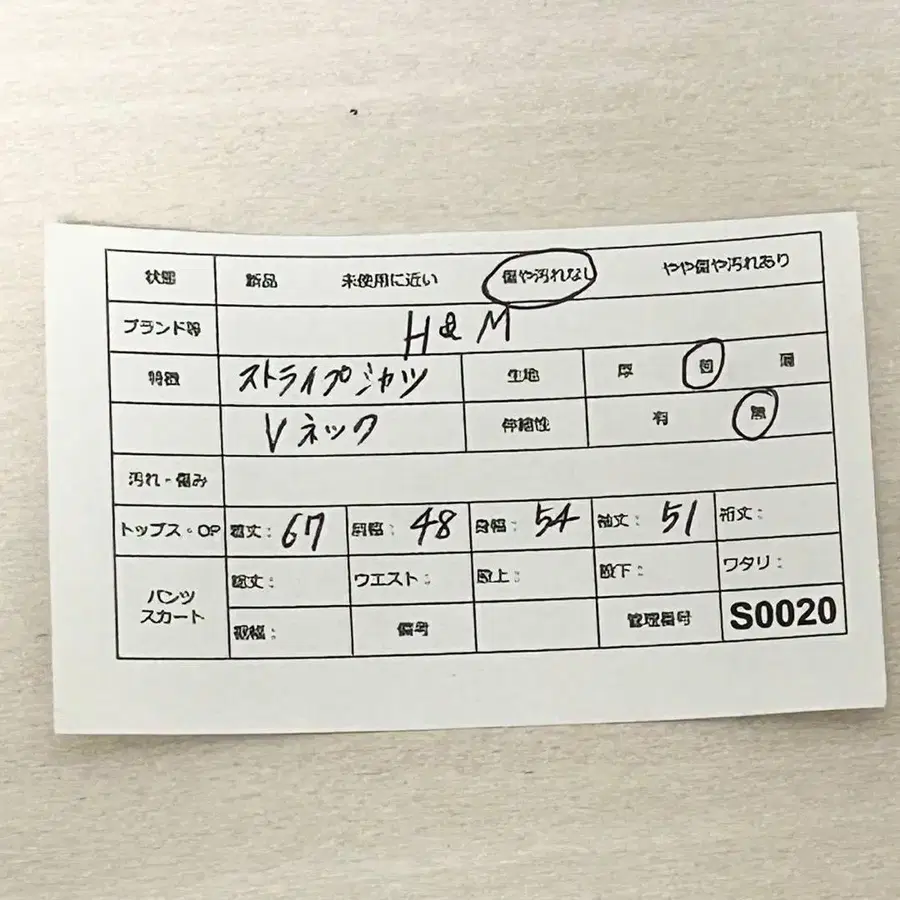 状態 新品 未使用に近い 傷や汚れなし やや傷や汚れあり
ブランド等 H&M
特徴 ストライプシャツ 生地 厚 薄
Vネック 伸縮性 有 無
汚れ・傷み
トップス・OP 着丈: 67 肩幅: 48 身幅: 54 袖丈: 51 裄丈:
パンツ スカート 総丈: ウエスト: 股上: 股下: ワタリ:
裾幅: 備考 管理番号 S0020